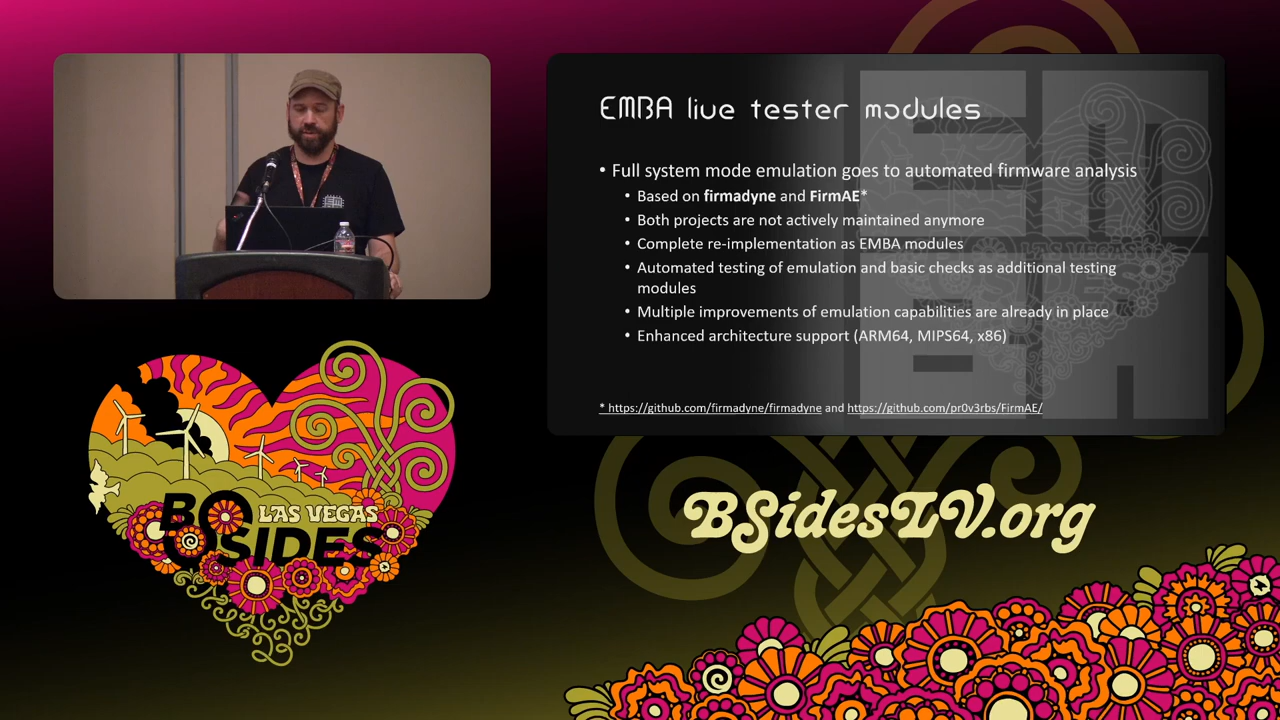 EMBA live tester modules
• Full system mode emulation goes to automated firmware analysis
• Based on firmadyne and FirmAE*
• Both projects are not actively maintained anymore
• Complete re-implementation as EMBA modules
• Automated testing of emulation and basic checks as additional testing
modules
• Multiple improvements of emulation capabilities are already in place
• Enhanced architecture support (ARM64, MIPS64, x86)
* https://github.com/firmadyne/firmadyne and https://github.com/pr0v3rbs/FirmAE/
LAS VEGAS
BSIDES
23
BSidesLV.org